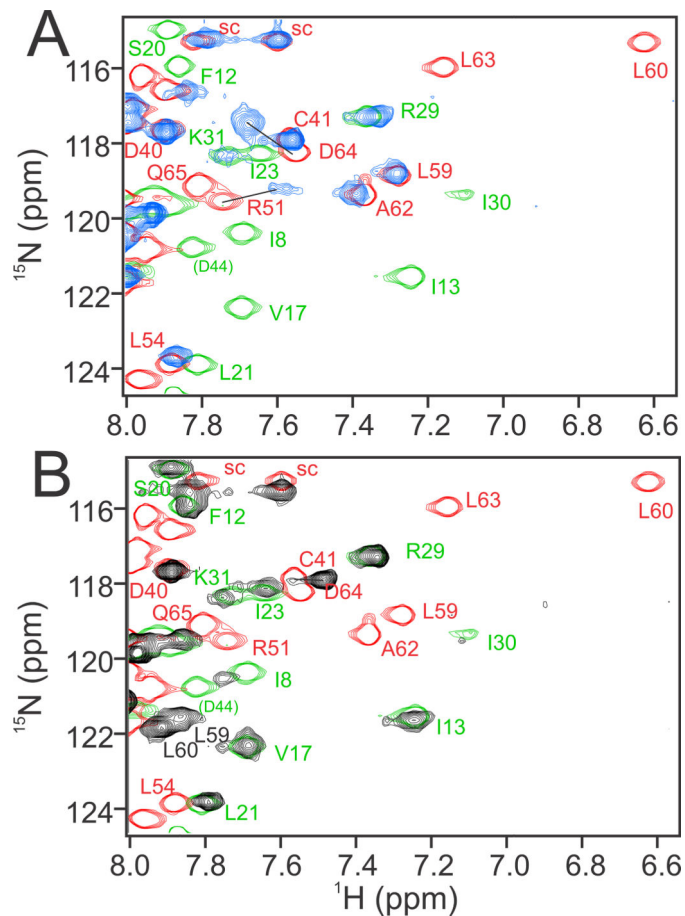 A
S20
sc
sc
L63
L60
F12
C41
R29
D40
K31
D64
I23
Q65
L59
R51
A62
I30
I8
(D44)
V17
I13
L54
L21
116
118
120
122
124
15N (ppm)
8.0 7.8 7.6 7.4 7.2 7.0 6.8 6.6
B
sc
sc
S20
L63
L60
F12
R29
C41
D40
K31
D64
I23
Q65
L59
R51
A62
I30
I8
(D44)
L59
L60
V17
I13
L54
L21
116
118
120
122
124
15N (ppm)
8.0 7.8 7.6 7.4 7.2 7.0 6.8 6.6
1H (ppm)